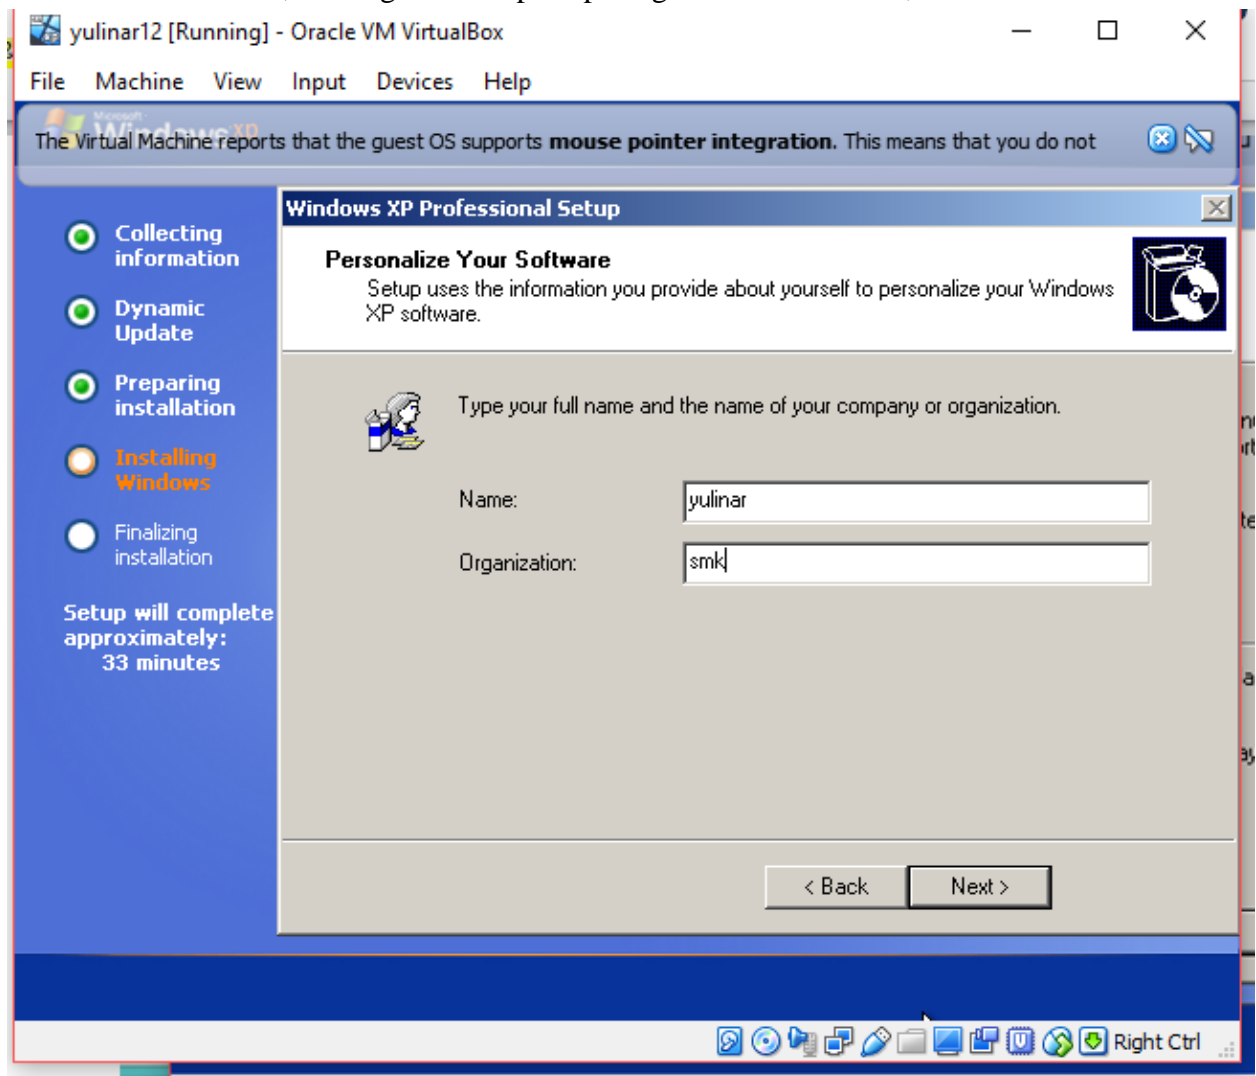 yulinar12 [Running] - Oracle VM VirtualBox
File Machine View Input Devices Help
Microsoft
Windows XP
The Virtual Machine reports that the guest OS supports mouse pointer integration. This means that you do not
Windows XP Professional Setup
Collecting
information
Dynamic
Update
Preparing
installation
Installing
Windows
Finalizing
installation
Setup will complete
approximately:
33 minutes
Personalize Your Software
Setup uses the information you provide about yourself to personalize your Windows
XP software.
Type your full name and the name of your company or organization.
Name: yulinar
Organization: smk
< Back Next >
Right Ctrl